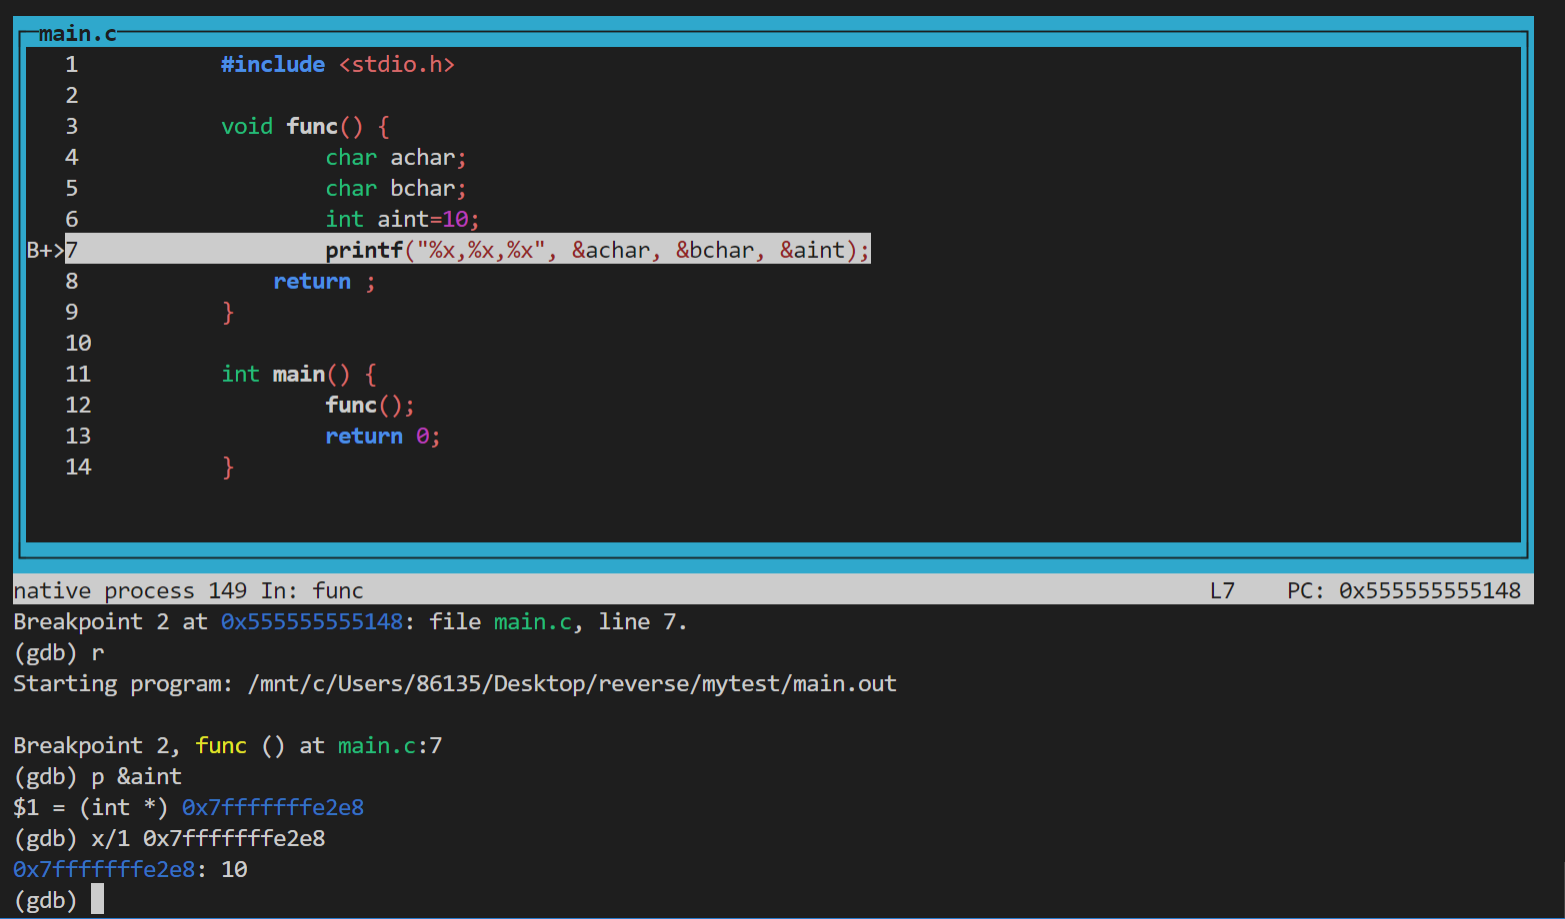 main.c
1 #include <stdio.h>
2
3 void func() {
4 char achar;
5 char bchar;
6 int aint=10;
B+>7 printf("%x,%x,%x", &achar, &bchar, &aint);
8 return ;
9 }
10
11 int main() {
12 func();
13 return 0;
14 }
native process 149 In: func L7 PC: 0x555555555148
Breakpoint 2 at 0x555555555148: file main.c, line 7.
(gdb) r
Starting program: /mnt/c/Users/86135/Desktop/reverse/mytest/main.out
Breakpoint 2, func () at main.c:7
(gdb) p &aint
$1 = (int *) 0x7fffffffe2e8
(gdb) x/1 0x7fffffffe2e8
0x7fffffffe2e8: 10
(gdb)